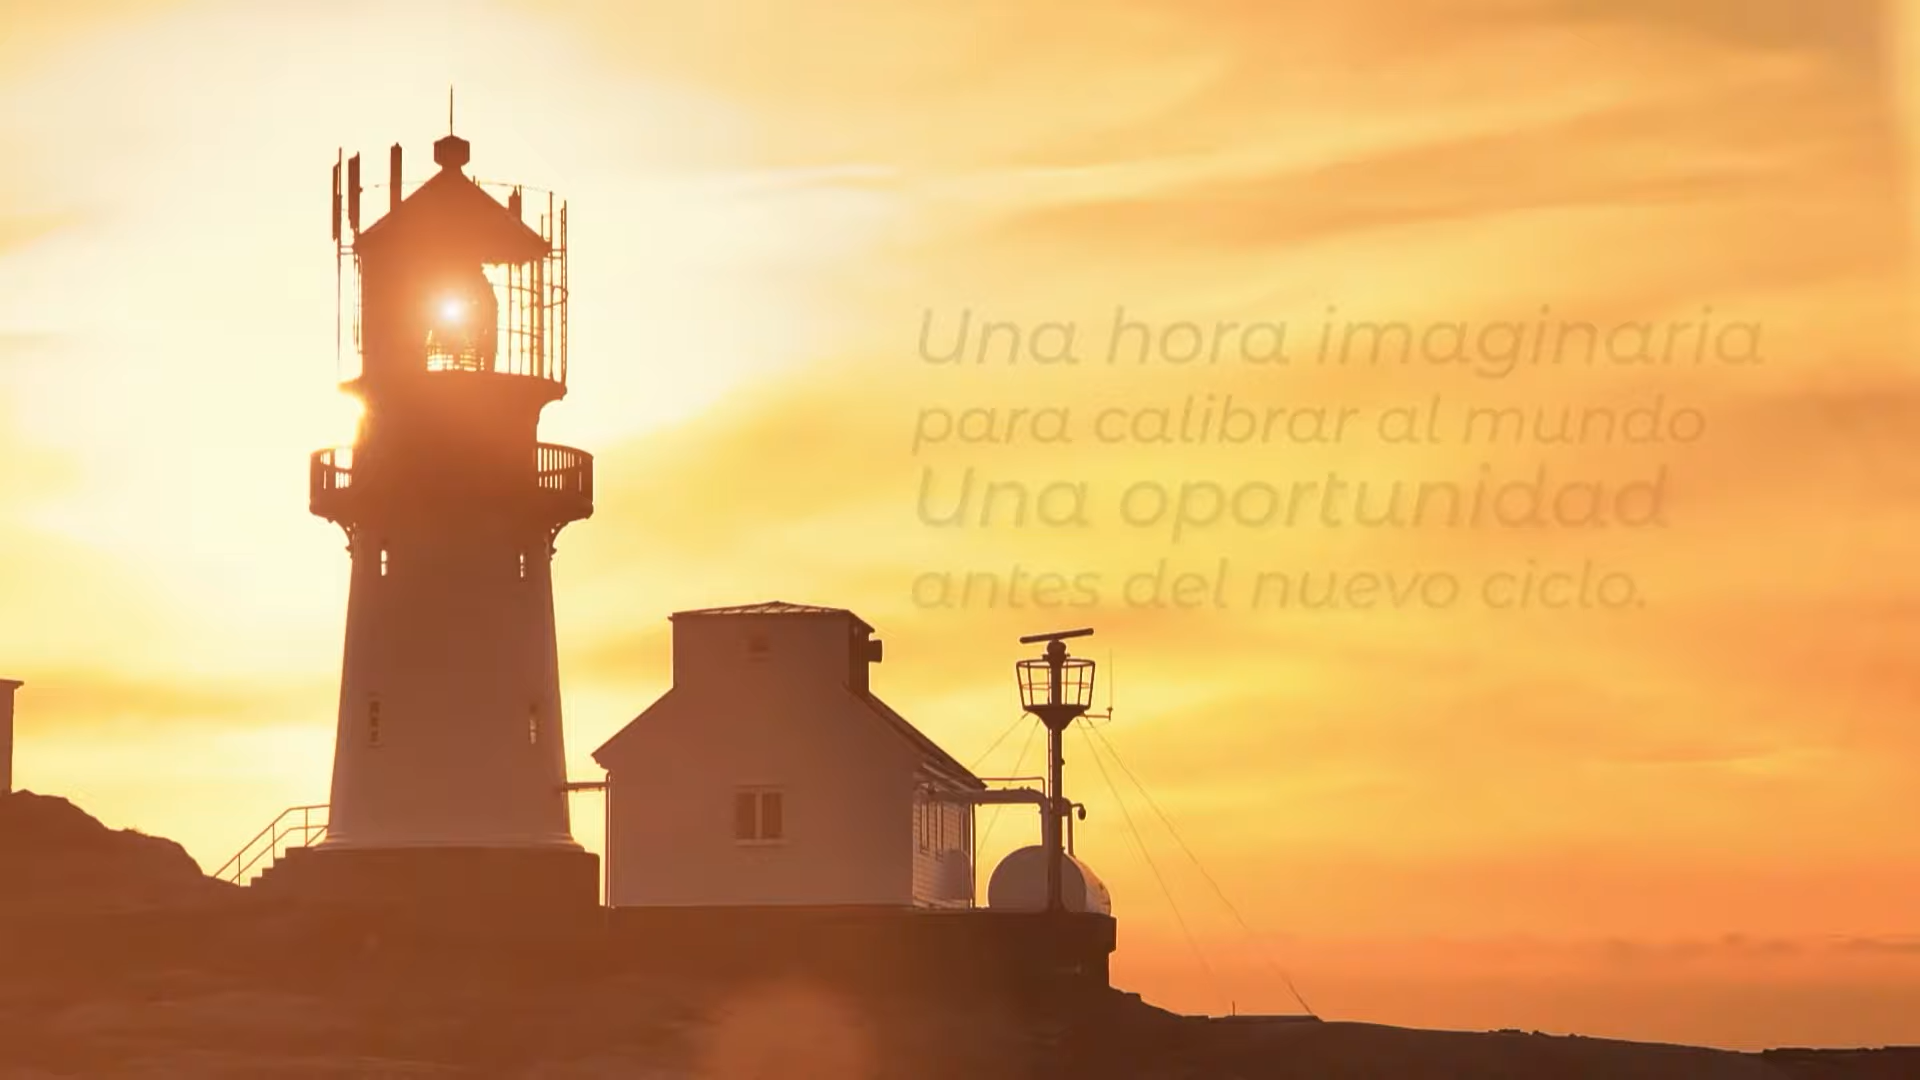 Una hora imaginaria
para calibrar al mundo
Una oportunidad
antes del nuevo ciclo.